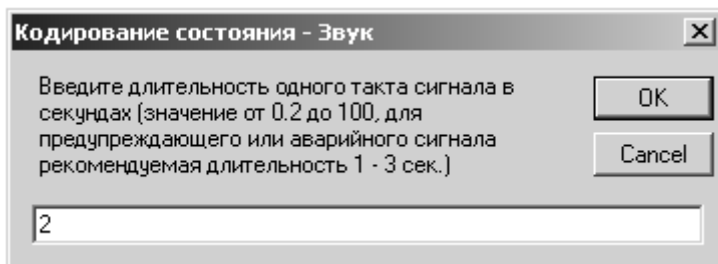 Кодирование состояния - Звук
Введите длительность одного такта сигнала в
секундах (значение от 0.2 до 100, для
предупреждающего или аварийного сигнала
рекомендуемая длительность 1 - 3 сек.)
OK
Cancel
2